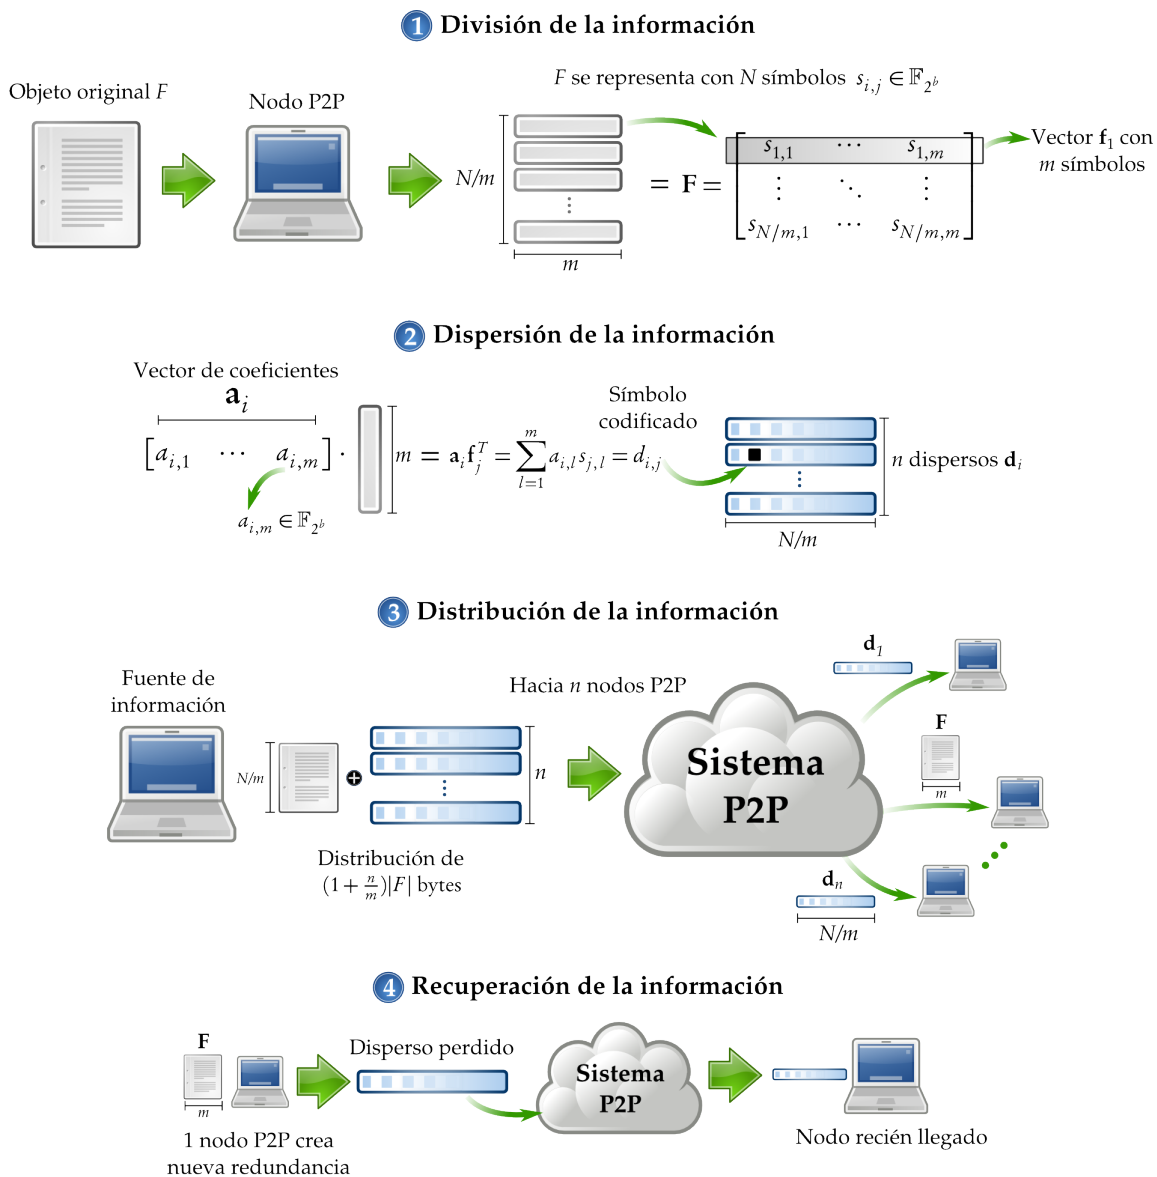 1 División de la información
Objeto original F
Nodo P2P
F se representa con N símbolos s_{i,j} ∈ 𝔽_{2^b}
N/m
m
= F = [ s_{1,1} ⋯ s_{1,m}
⋮ ⋱ ⋮
s_{N/m,1} ⋯ s_{N/m,m} ]
Vector f_1 con
m símbolos
2 Dispersión de la información
Vector de coeficientes
a_i
[a_{i,1} ⋯ a_{i,m}] · m = a_i f_j^T = ∑_{l=1}^{m} a_{i,l} s_{j,l} = d_{i,j}
a_{i,m} ∈ 𝔽_{2^b}
Símbolo
codificado
n dispersos d_i
N/m
3 Distribución de la información
Fuente de
información
N/m
n
Distribución de
(1 + n/m)|F| bytes
Hacia n nodos P2P
Sistema
P2P
d_1
F
m
d_n
N/m
4 Recuperación de la información
F
m
1 nodo P2P crea
nueva redundancia
Disperso perdido
Sistema
P2P
Nodo recién llegado